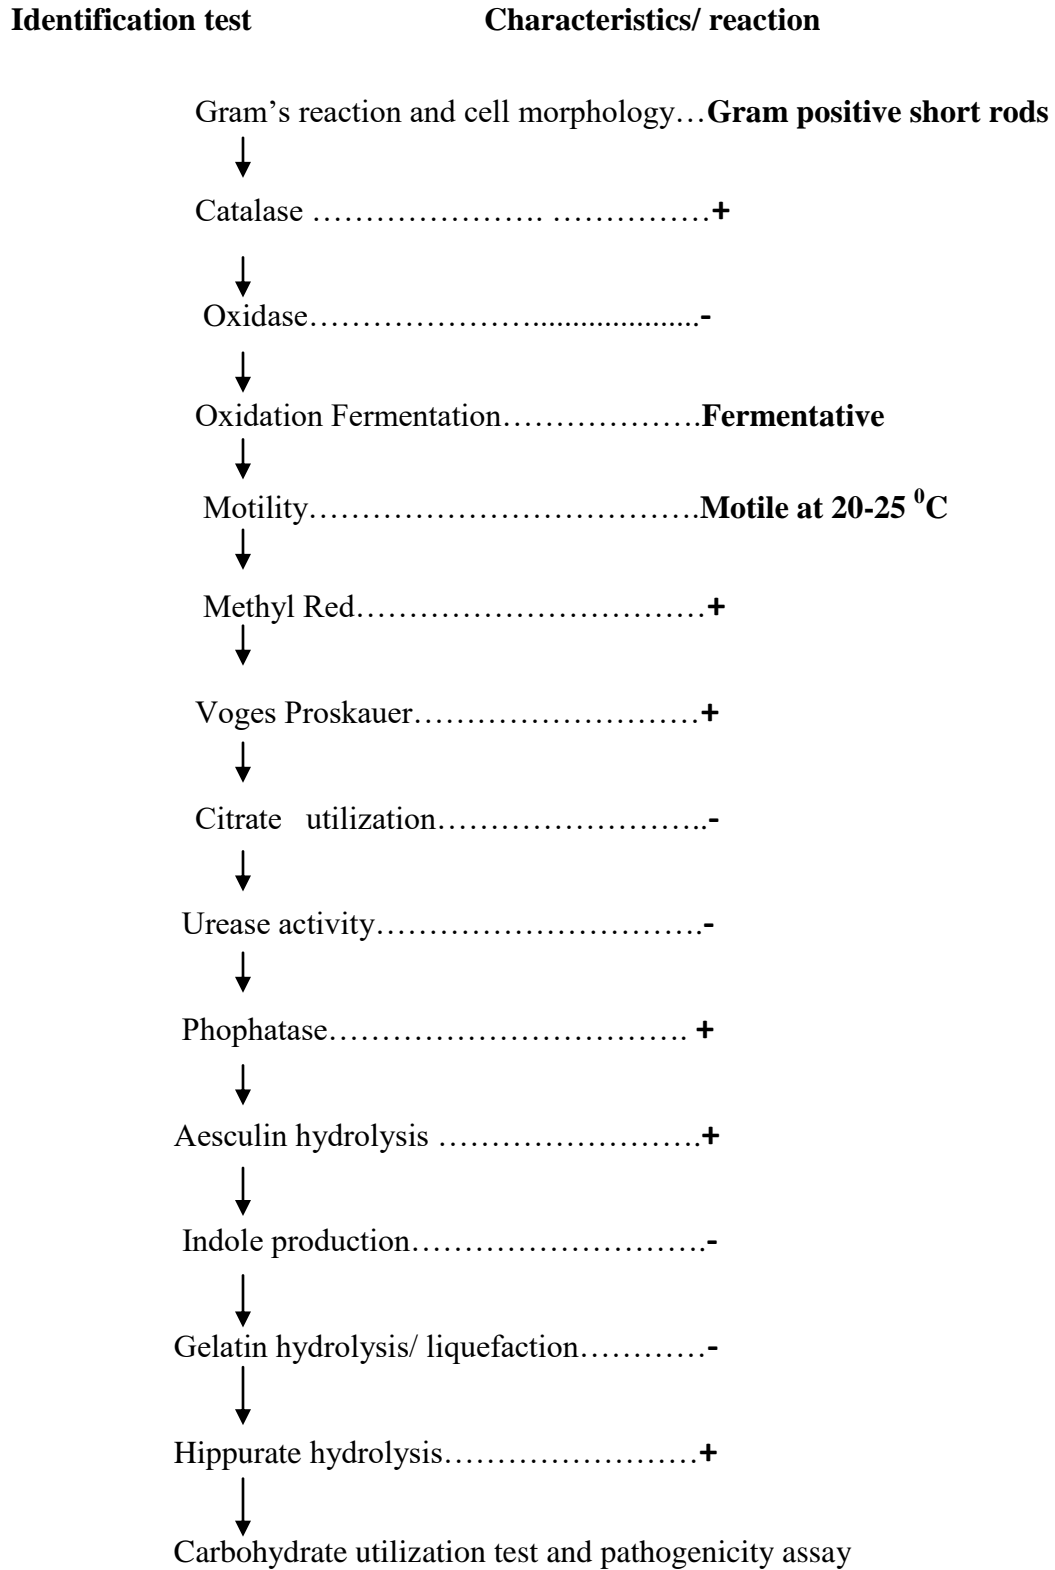 Identification test Characteristics/ reaction
Gram’s reaction and cell morphology…Gram positive short rods
Catalase …………………. ……………+
Oxidase…………………......................-
Oxidation Fermentation……………….Fermentative
Motility……………………………….Motile at 20-25 ⁰C
Methyl Red……………………………+
Voges Proskauer………………………+
Citrate utilization……………………..-
Urease activity………………………….-
Phophatase……………………………. +
Aesculin hydrolysis …………………….+
Indole production……………………….-
Gelatin hydrolysis/ liquefaction…………-
Hippurate hydrolysis……………………+
Carbohydrate utilization test and pathogenicity assay